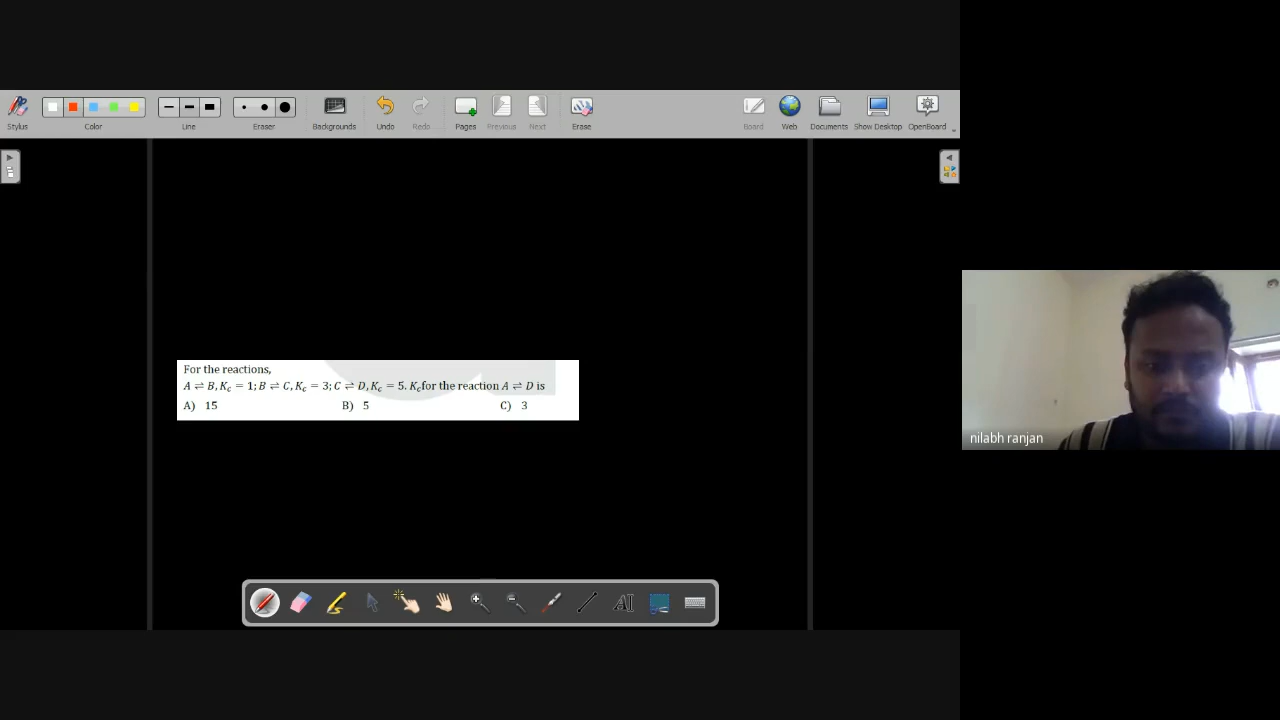 Stylus Color Line Eraser Backgrounds Undo Redo Pages Previous Next Erase Board Web Documents Show Desktop OpenBoard
For the reactions,
A ⇌ B, K_c = 1; B ⇌ C, K_c = 3; C ⇌ D, K_c = 5. K_c for the reaction A ⇌ D is
A) 15 B) 5 C) 3
nilabh ranjan
AI